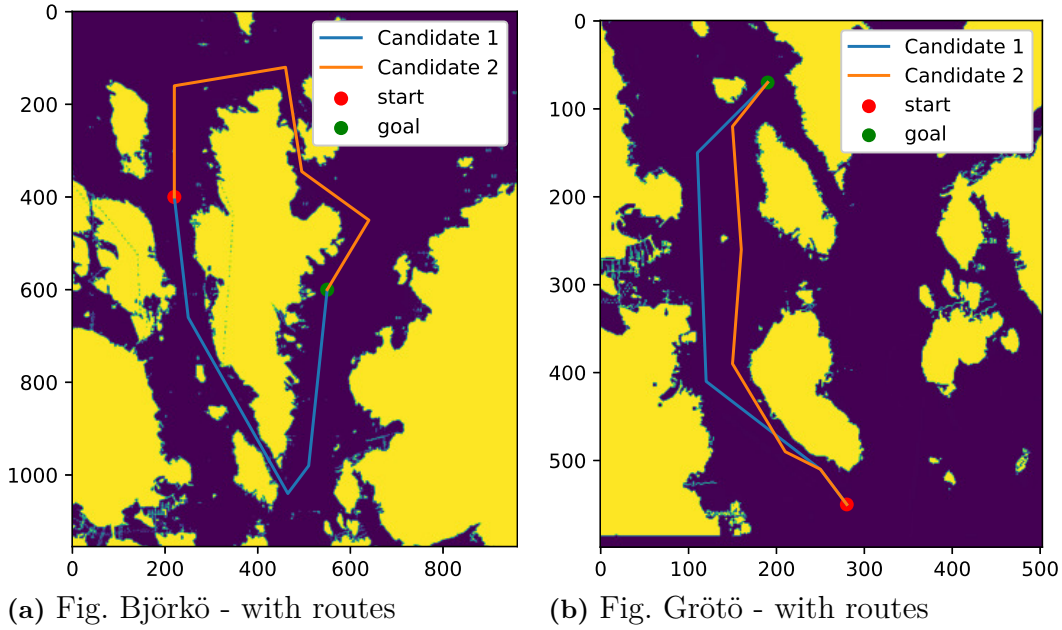 0
200
400
600
800
1000
0
200
400
600
800
Candidate 1
Candidate 2
start
goal
(a) Fig. Björkö - with routes
0
100
200
300
400
500
0
100
200
300
400
500
Candidate 1
Candidate 2
start
goal
(b) Fig. Grötö - with routes